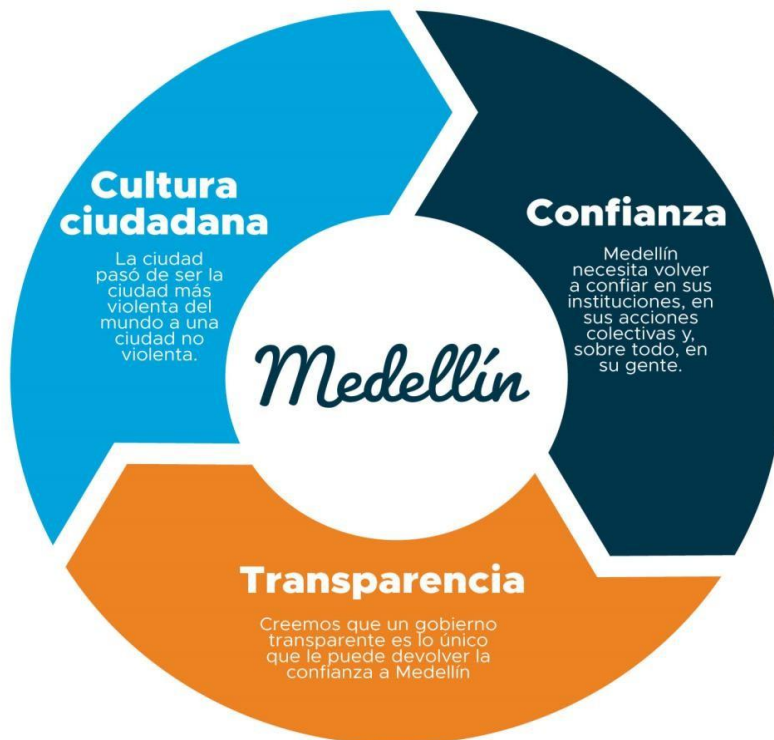 Cultura
ciudadana
La ciudad
pasó de ser la
ciudad más
violenta del
mundo a una
ciudad no
violenta.
Confianza
Medellín
necesita volver
a confiar en sus
instituciones, en
sus acciones
colectivas y,
sobre todo, en
su gente.
Medellín
Transparencia
Creemos que un gobierno
transparente es lo único
que le puede devolver la
confianza a Medellín